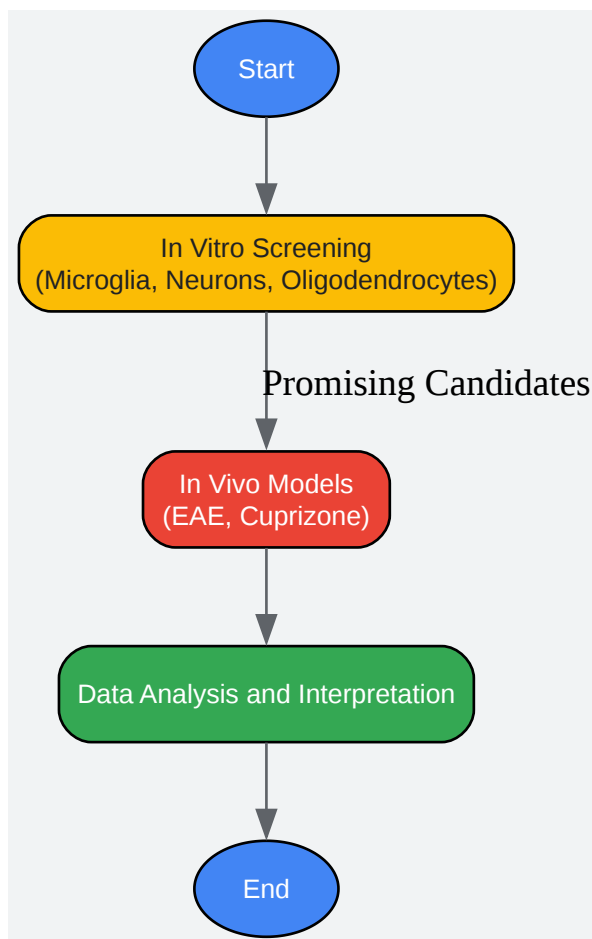 Start
In Vitro Screening
(Microglia, Neurons, Oligodendrocytes)
Promising Candidates
In Vivo Models
(EAE, Cuprizone)
Data Analysis and Interpretation
End